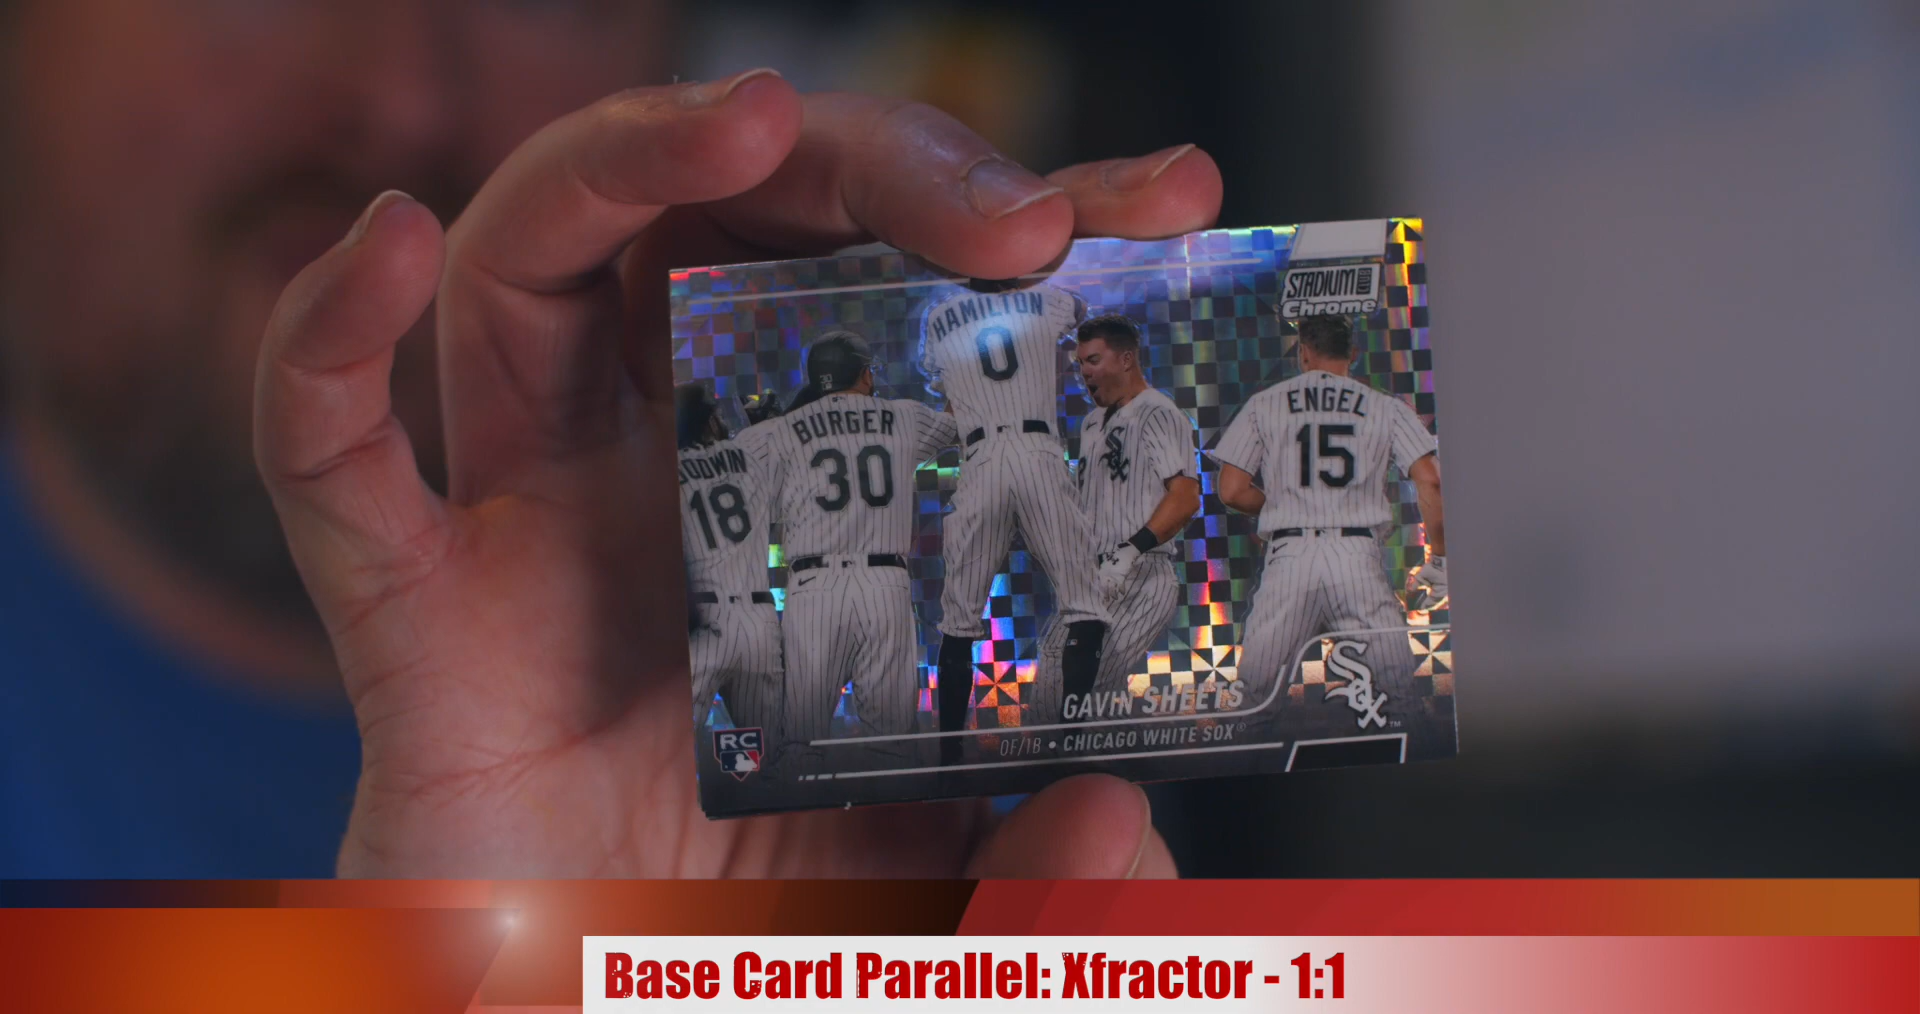 STADIUM CLUB
Chrome
HAMILTON
0
BURGER
30
18
ENGEL
15
Sox
GAVIN SHEETS
OF/1B • CHICAGO WHITE SOX®
Sox™
RC
Base Card Parallel: Xfractor - 1:1